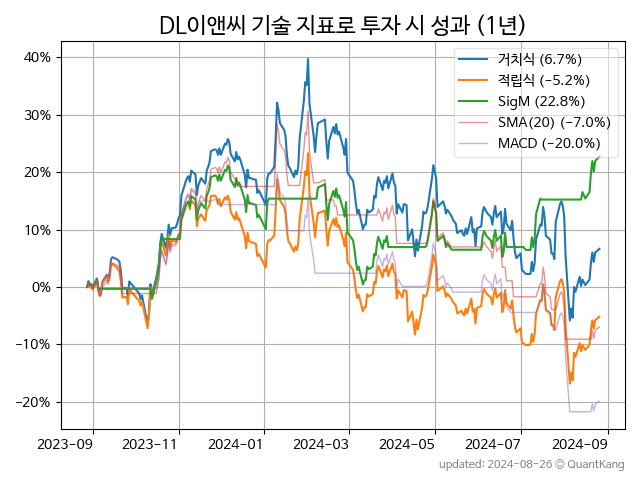 DL이앤씨 기술 지표로 투자 시 성과 (1년)
거치식 (6.7%)
적립식 (-5.2%)
SigM (22.8%)
SMA(20) (-7.0%)
MACD (-20.0%)
40%
30%
20%
10%
0%
-10%
-20%
2023-09 2023-11 2024-01 2024-03 2024-05 2024-07 2024-09
updated: 2024-08-26 © QuantKang